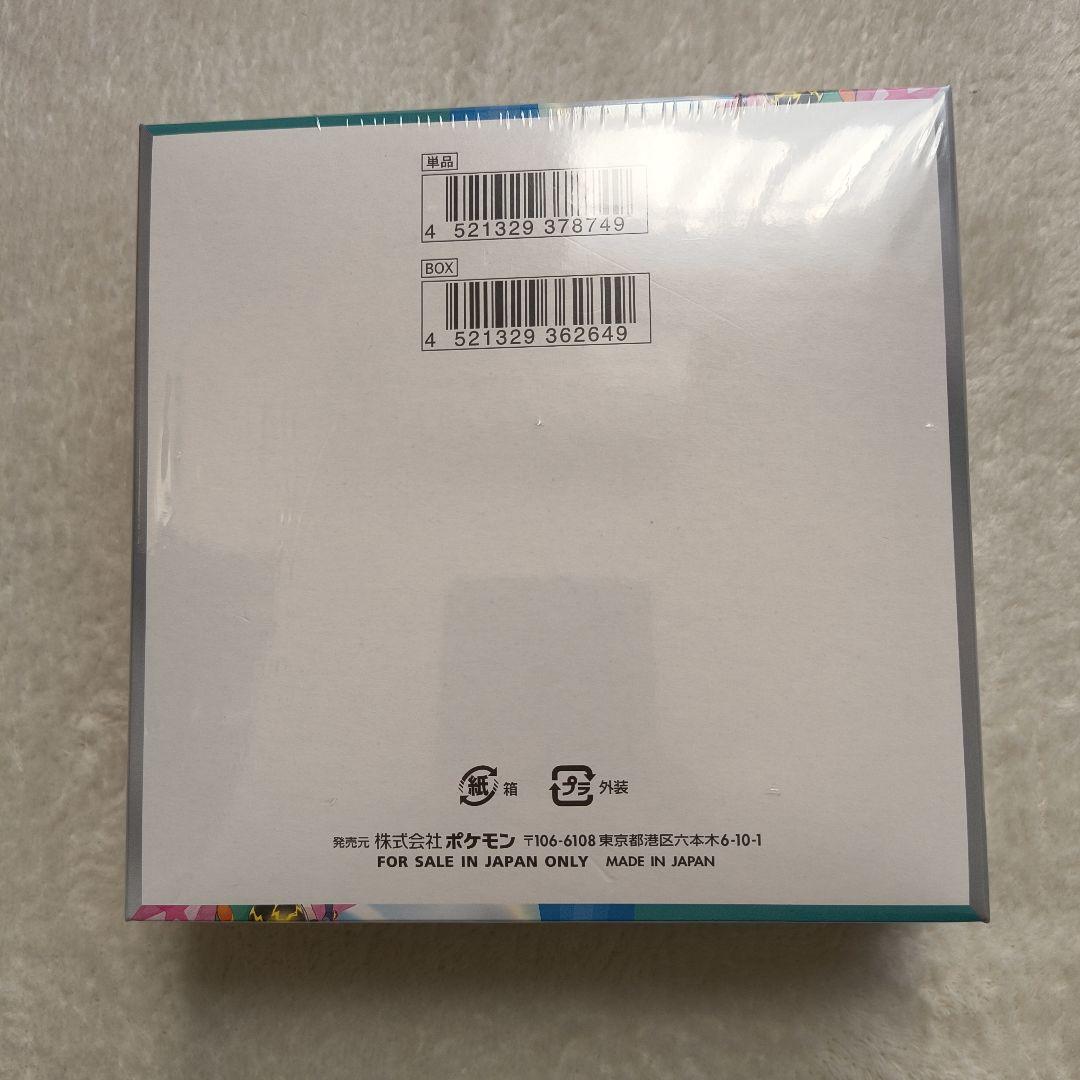 単品
4 521329 378749
BOX
4 521329 362649
紙 箱 プラ 外装
発売元 株式会社ポケモン 〒106-6108 東京都港区六本木6-10-1
FOR SALE IN JAPAN ONLY MADE IN JAPAN